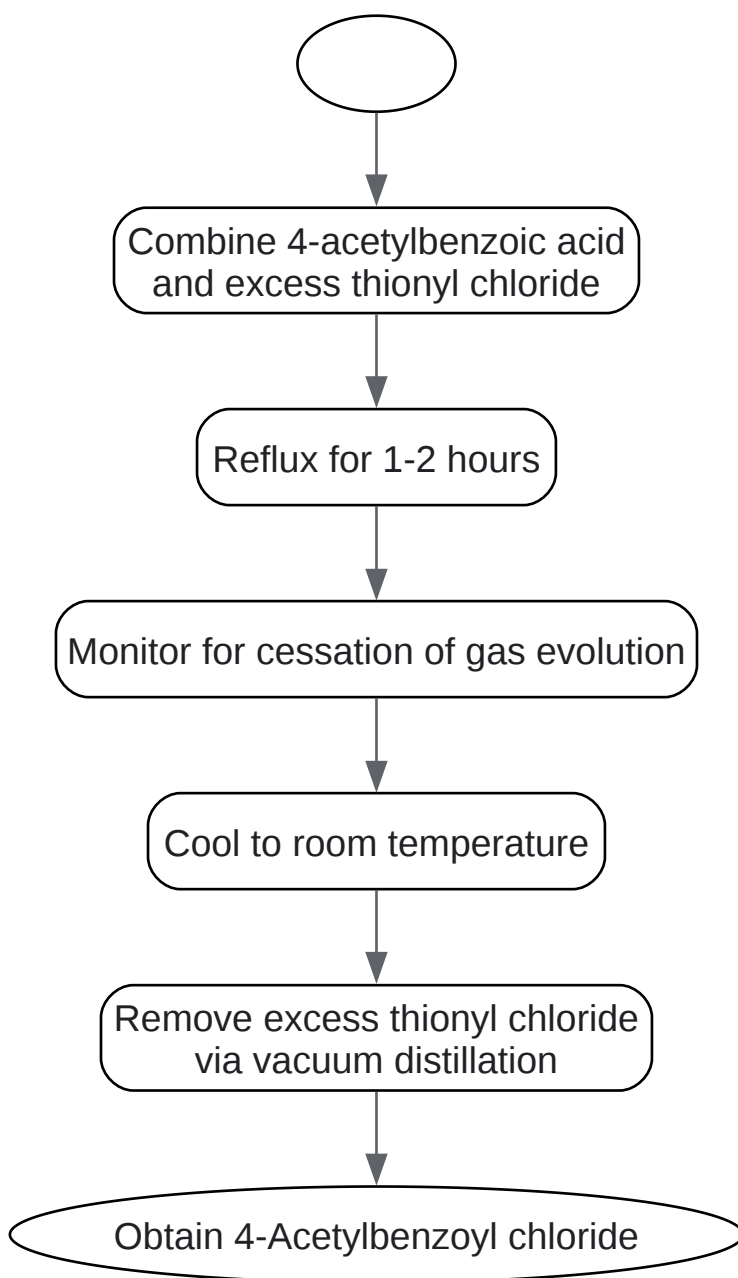 Combine 4-acetylbenzoic acid
and excess thionyl chloride
Reflux for 1-2 hours
Monitor for cessation of gas evolution
Cool to room temperature
Remove excess thionyl chloride
via vacuum distillation
Obtain 4-Acetylbenzoyl chloride